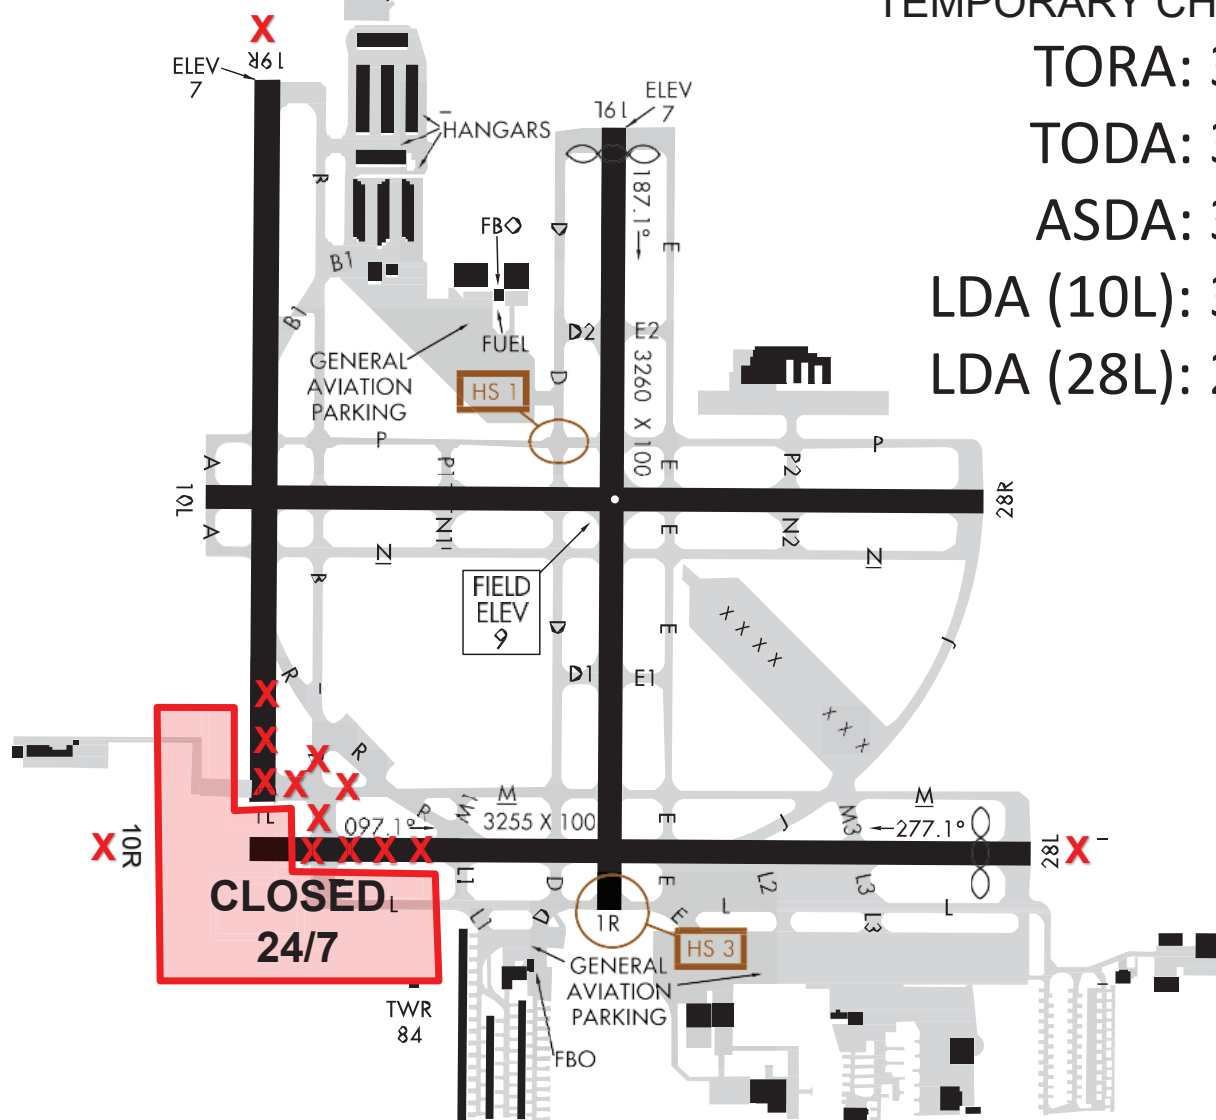 TEMPORARY CH
TORA: 3
TODA: 3
ASDA: 3
LDA (10L): 3
LDA (28L): 2
X
19R
ELEV
7
HANGARS
R
B1
B1
FBO
FUEL
GENERAL
AVIATION
PARKING
HS 1
19L
ELEV
7
187.1°
D
E
D2
E2
D
3260 X 100
P
P
A
P1
E
P2
10L
28R
A
N1
E
N2
N
N
FIELD
ELEV
9
R
D
E
D1
E1
X X X X
X X X
J
R
R
X
X
X
X
X
X
X
1L
R
M1
M
M
M3
097.1°
3255 X 100
E
J
277.1°
X
10R
X X X X
28L
X
CLOSED
24/7
L
L1
L1
D
D
E
E
L
L2
L3
L3
L
1R
HS 3
GENERAL
AVIATION
PARKING
TWR
84
FBO